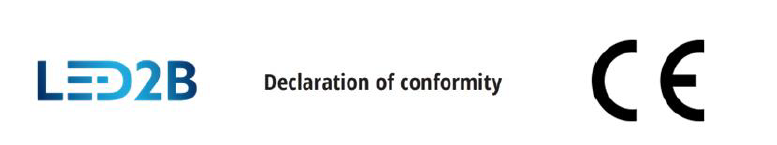 LED2B
Declaration of conformity
CE